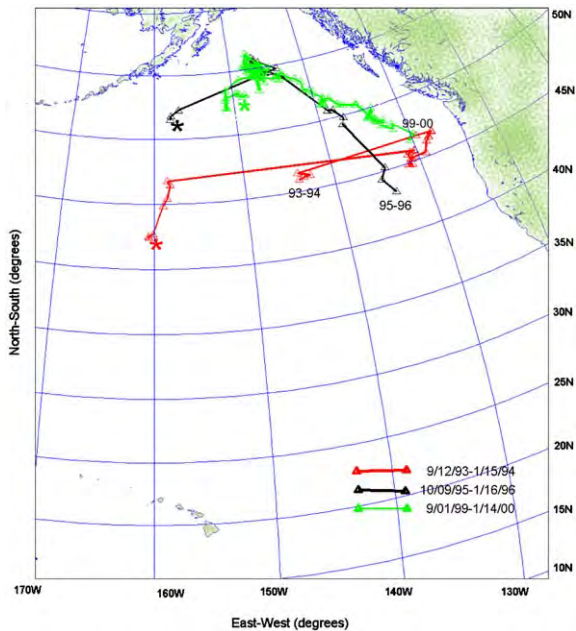 50N
45N
99-00
40N
93-94
95-96
35N
*
*
*
30N
North-South (degrees)
25N
20N
9/12/93-1/15/94
10/09/95-1/16/96
9/01/99-1/14/00
15N
10N
170W 160W 150W 140W 130W
East-West (degrees)